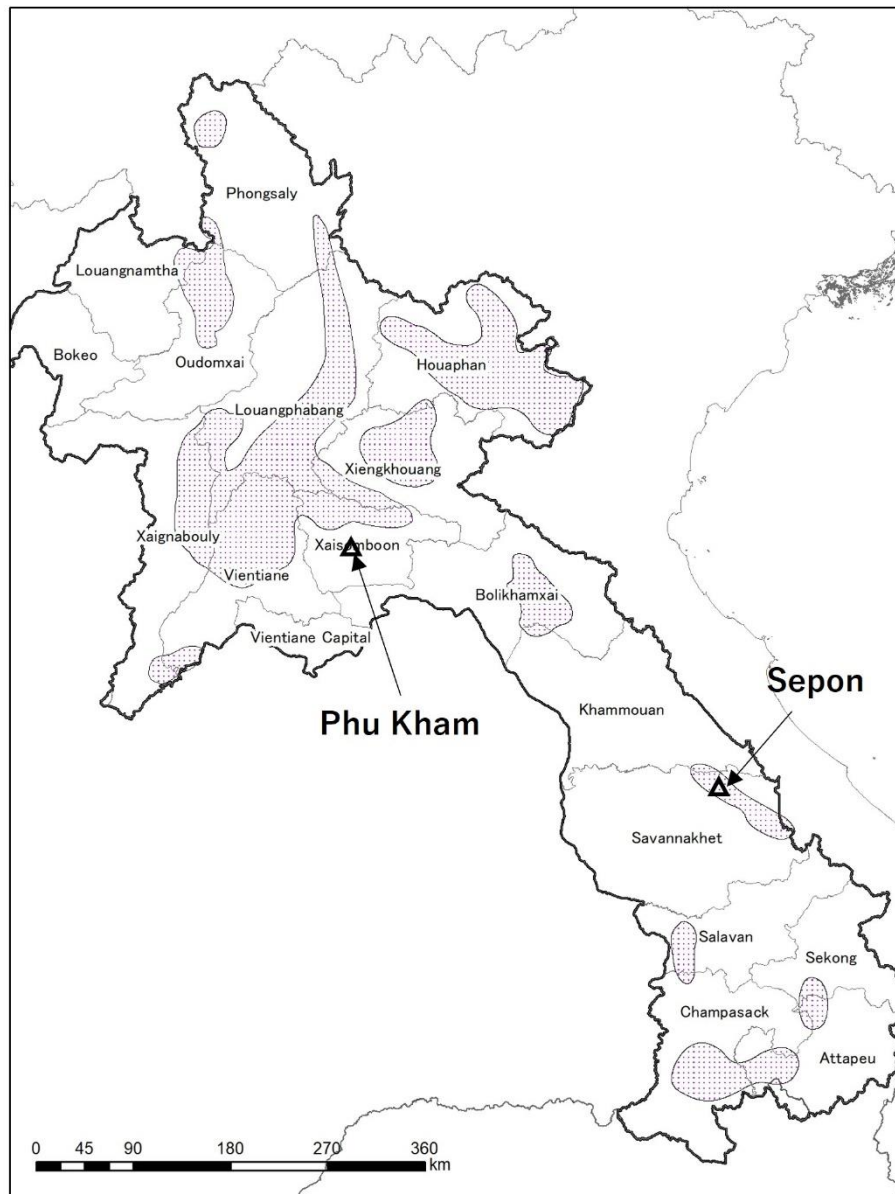 Phongsaly
Louangnamtha
Bokeo
Oudomxai
Houaphan
Louangphabang
Xiengkhouang
Xaignabouly
Xaisomboon
Vientiane
Bolikhamxai
Vientiane Capital
Phu Kham
Sepon
Khammouan
Savannakhet
Salavan
Sekong
Champasack
Attapeu
0 45 90 180 270 360
km